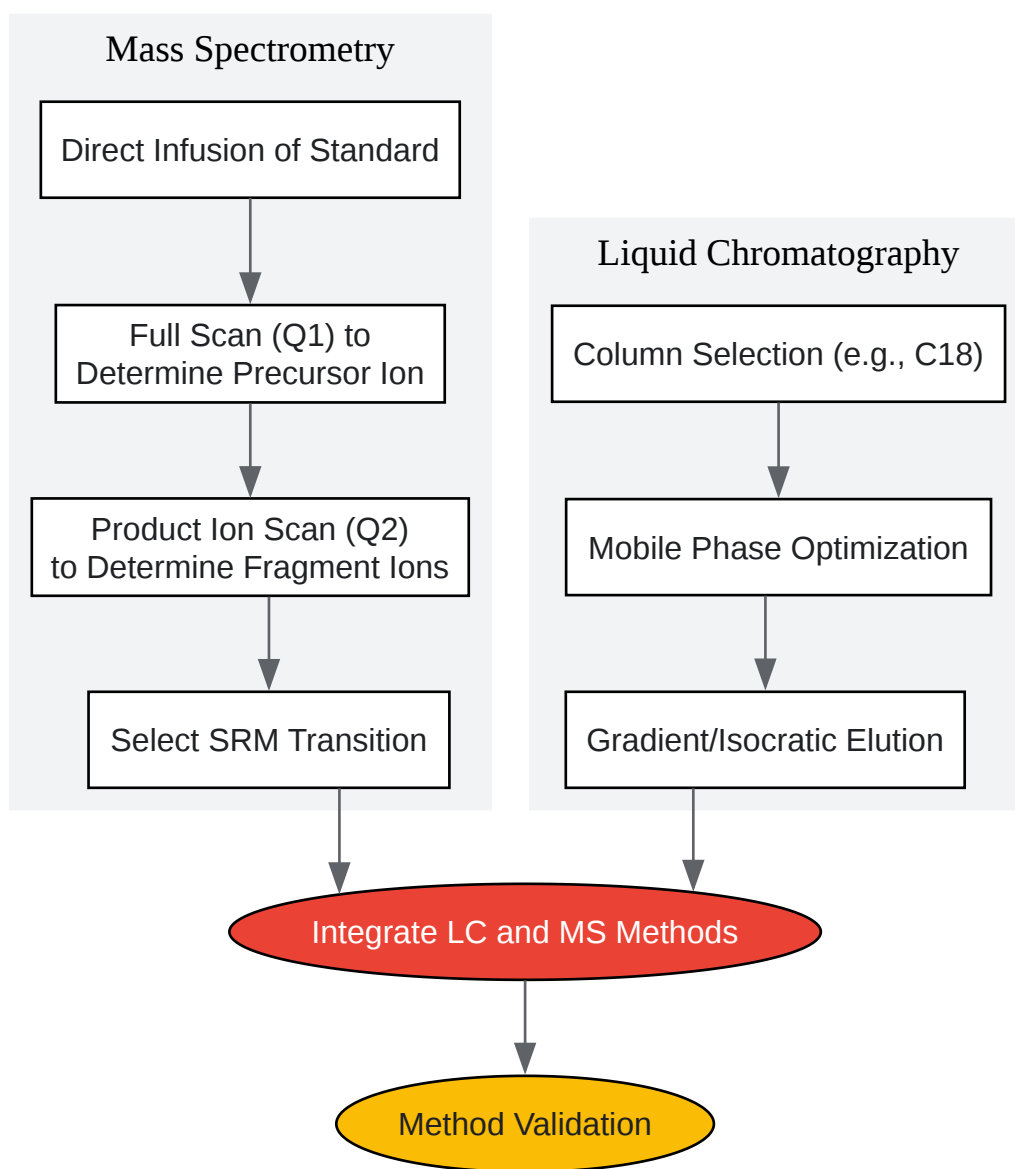 Mass Spectrometry
Direct Infusion of Standard
Full Scan (Q1) to
Determine Precursor Ion
Product Ion Scan (Q2)
to Determine Fragment Ions
Select SRM Transition
Liquid Chromatography
Column Selection (e.g., C18)
Mobile Phase Optimization
Gradient/Isocratic Elution
Integrate LC and MS Methods
Method Validation